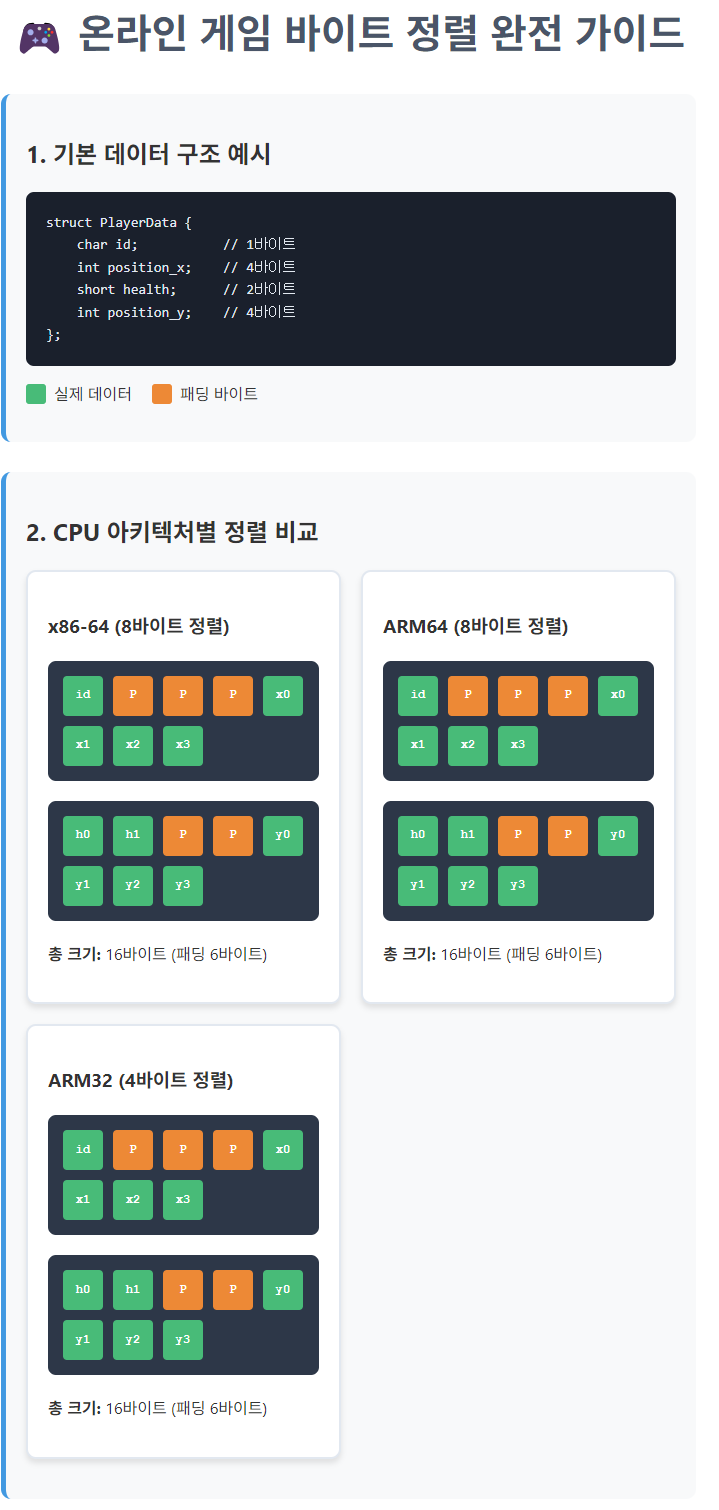 온라인 게임 바이트 정렬 완전 가이드
1. 기본 데이터 구조 예시
struct PlayerData {
    char id;           // 1바이트
    int position_x;    // 4바이트
    short health;      // 2바이트
    int position_y;    // 4바이트
};
실제 데이터 패딩 바이트
2. CPU 아키텍처별 정렬 비교
x86-64 (8바이트 정렬)
id P P P x0
x1 x2 x3
h0 h1 P P y0
y1 y2 y3
총 크기: 16바이트 (패딩 6바이트)
ARM64 (8바이트 정렬)
id P P P x0
x1 x2 x3
h0 h1 P P y0
y1 y2 y3
총 크기: 16바이트 (패딩 6바이트)
ARM32 (4바이트 정렬)
id P P P x0
x1 x2 x3
h0 h1 P P y0
y1 y2 y3
총 크기: 16바이트 (패딩 6바이트)